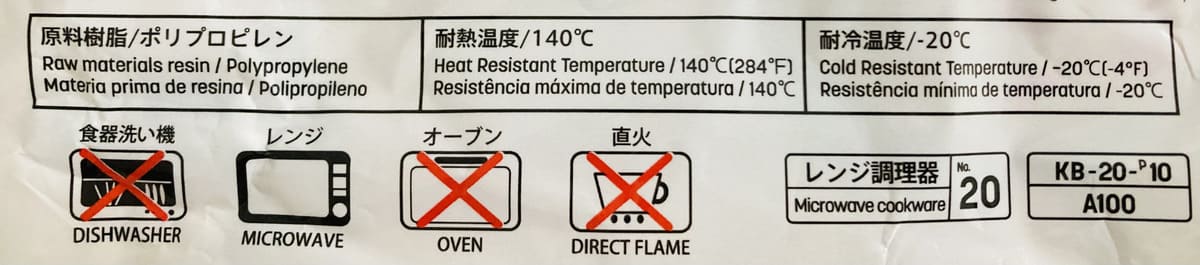 原料樹脂/ポリプロピレン
Raw materials resin / Polypropylene
Materia prima de resina / Polipropileno
耐熱温度/140℃
Heat Resistant Temperature / 140℃(284℉)
Resistência máxima de temperatura / 140℃
耐冷温度/-20℃
Cold Resistant Temperature / -20℃(-4°F)
Resistência mínima de temperatura / -20℃
食器洗い機
DISHWASHER
レンジ
MICROWAVE
オーブン
OVEN
直火
DIRECT FLAME
レンジ調理器
Microwave cookware
No.
20
KB-20-P10
A100